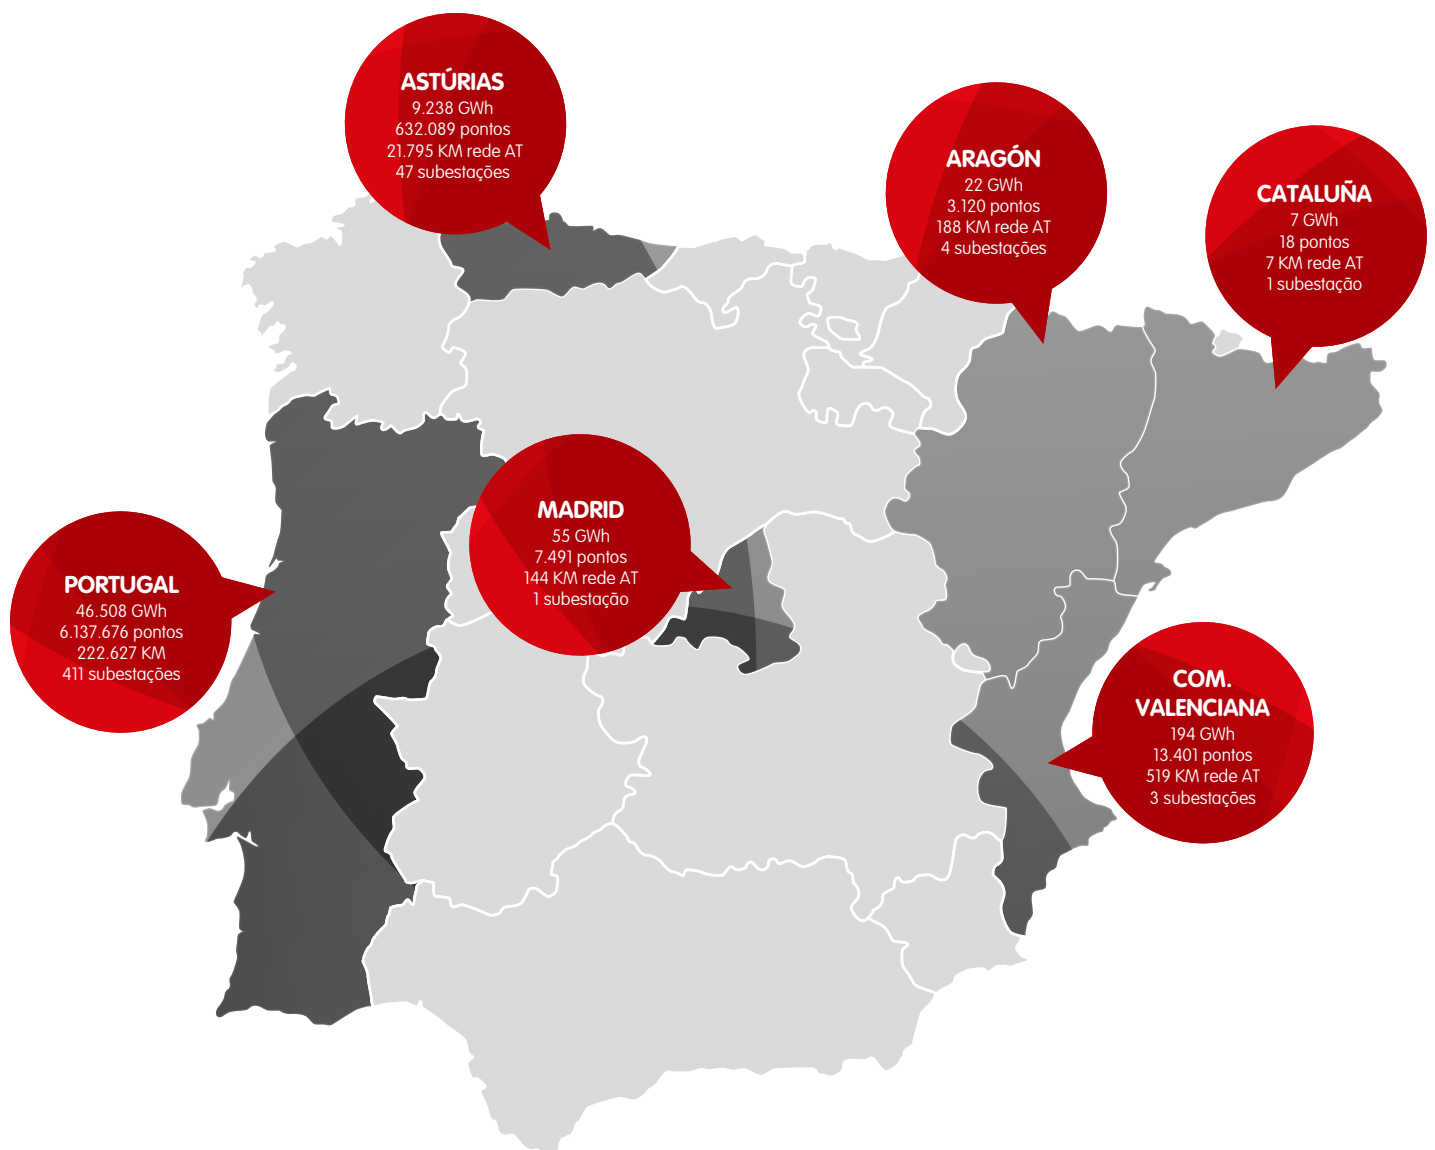 ASTÚRIAS
9.238 GWh
632.089 pontos
21.795 KM rede AT
47 subestações
ARAGÓN
22 GWh
3.120 pontos
188 KM rede AT
4 subestações
CATALUÑA
7 GWh
18 pontos
7 KM rede AT
1 subestação
MADRID
55 GWh
7.491 pontos
144 KM rede AT
1 subestação
PORTUGAL
46.508 GWh
6.137.676 pontos
222.627 KM
411 subestações
COM.
VALENCIANA
194 GWh
13.401 pontos
519 KM rede AT
3 subestações